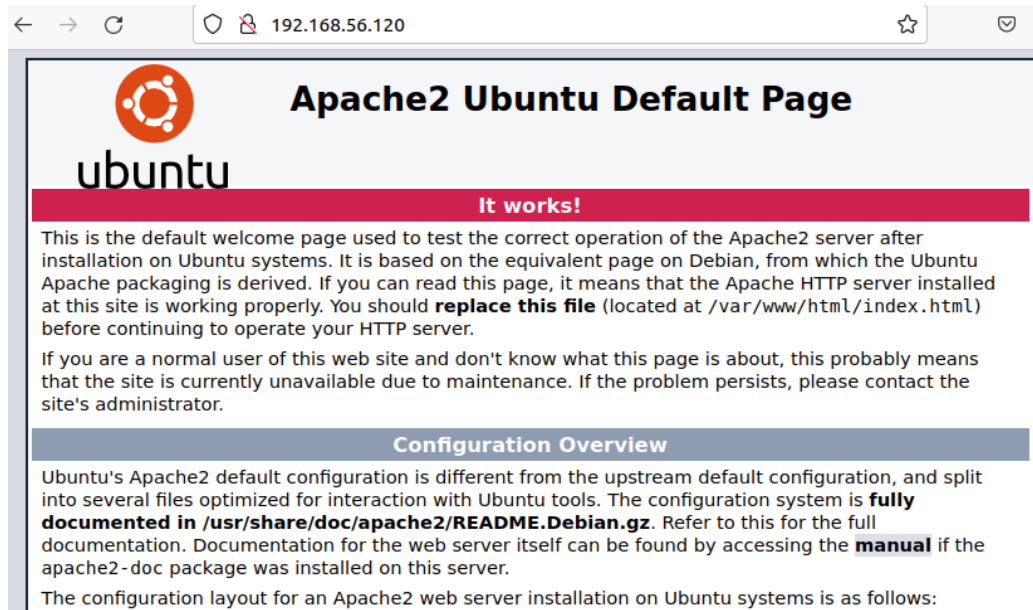 192.168.56.120
Apache2 Ubuntu Default Page
ubuntu
It works!
This is the default welcome page used to test the correct operation of the Apache2 server after
installation on Ubuntu systems. It is based on the equivalent page on Debian, from which the Ubuntu
Apache packaging is derived. If you can read this page, it means that the Apache HTTP server installed
at this site is working properly. You should replace this file (located at /var/www/html/index.html)
before continuing to operate your HTTP server.
If you are a normal user of this web site and don't know what this page is about, this probably means
that the site is currently unavailable due to maintenance. If the problem persists, please contact the
site's administrator.
Configuration Overview
Ubuntu's Apache2 default configuration is different from the upstream default configuration, and split
into several files optimized for interaction with Ubuntu tools. The configuration system is fully
documented in /usr/share/doc/apache2/README.Debian.gz. Refer to this for the full
documentation. Documentation for the web server itself can be found by accessing the manual if the
apache2-doc package was installed on this server.
The configuration layout for an Apache2 web server installation on Ubuntu systems is as follows: